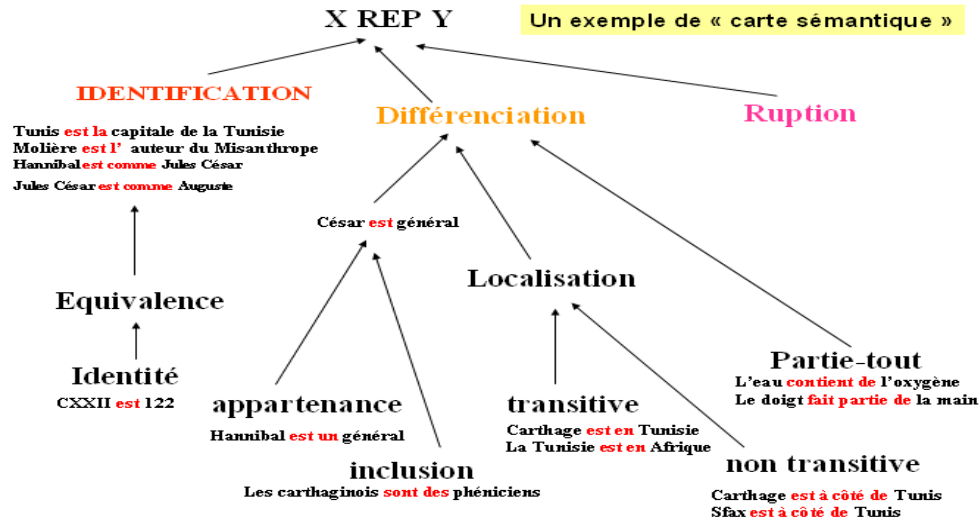 X REP Y
Un exemple de « carte sémantique »
IDENTIFICATION
Différenciation
Ruption
Tunis est la capitale de la Tunisie
Molière est l’ auteur du Misanthrope
Hannibal est comme Jules César
Jules César est comme Auguste
César est général
Localisation
Equivalence
Identité
CXXII est 122
Partie-tout
L’eau contient de l’oxygène
Le doigt fait partie de la main
appartenance
Hannibal est un général
transitive
Carthage est en Tunisie
La Tunisie est en Afrique
inclusion
Les carthaginois sont des phéniciens
non transitive
Carthage est à côté de Tunis
Sfax est à côté de Tunis